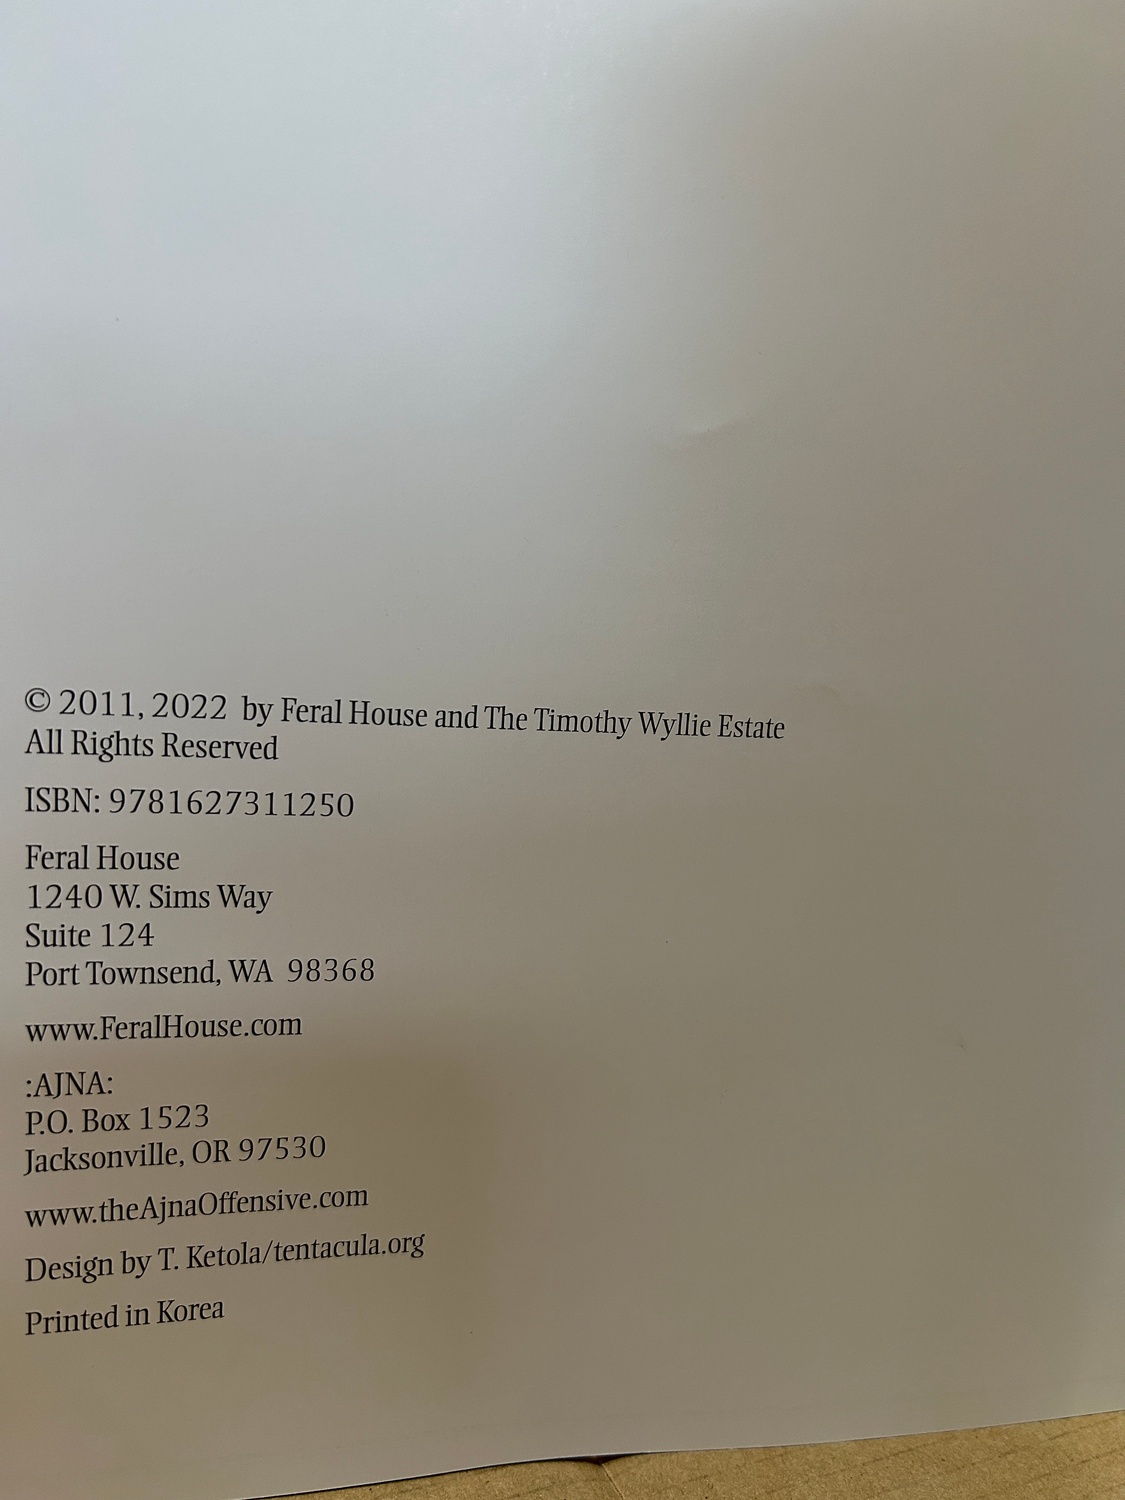 © 2011, 2022 by Feral House and The Timothy Wyllie Estate
All Rights Reserved
ISBN: 9781627311250
Feral House
1240 W. Sims Way
Suite 124
Port Townsend, WA 98368
www.FeralHouse.com
:AJNA:
P.O. Box 1523
Jacksonville, OR 97530
www.theAjnaOffensive.com
Design by T. Ketola/tentacula.org
Printed in Korea